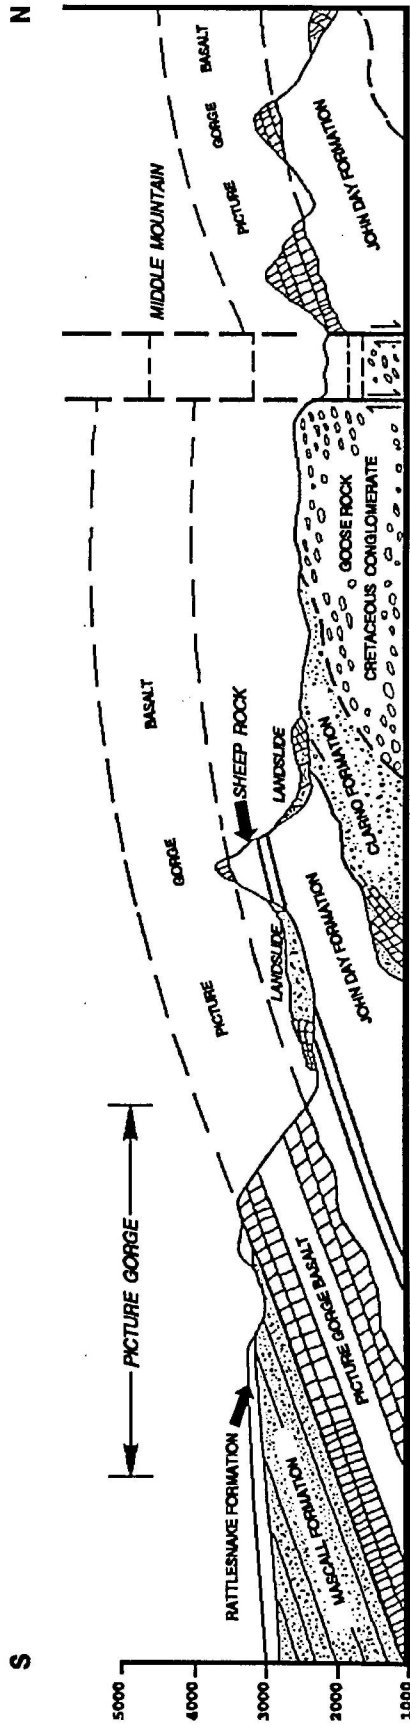 S
N
PICTURE GORGE
MIDDLE MOUNTAIN
5000
4000
3000
2000
1000
RATTLESNAKE FORMATION
MASCALL FORMATION
PICTURE GORGE BASALT
PICTURE
GORGE
BASALT
LANDSLIDE
SHEEP ROCK
LANDSLIDE
JOHN DAY FORMATION
CLARNO FORMATION
GOOSE ROCK
CRETACEOUS CONGLOMERATE
PICTURE
GORGE
BASALT
JOHN DAY FORMATION